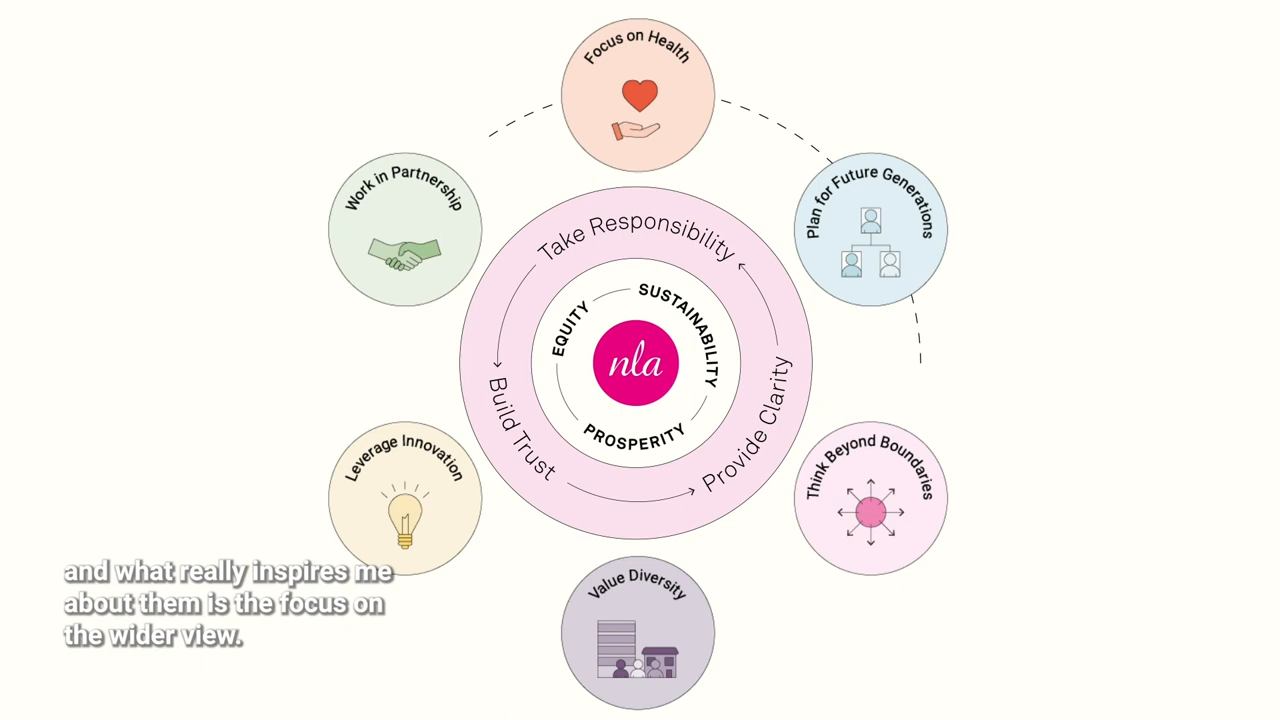 Focus on Health
Work in Partnership
Plan for Future Generations
Take Responsibility
EQUITY
SUSTAINABILITY
nla
PROSPERITY
Build Trust
Provide Clarity
Leverage Innovation
Think Beyond Boundaries
Value Diversity
and what really inspires me
about them is the focus on
the wider view.